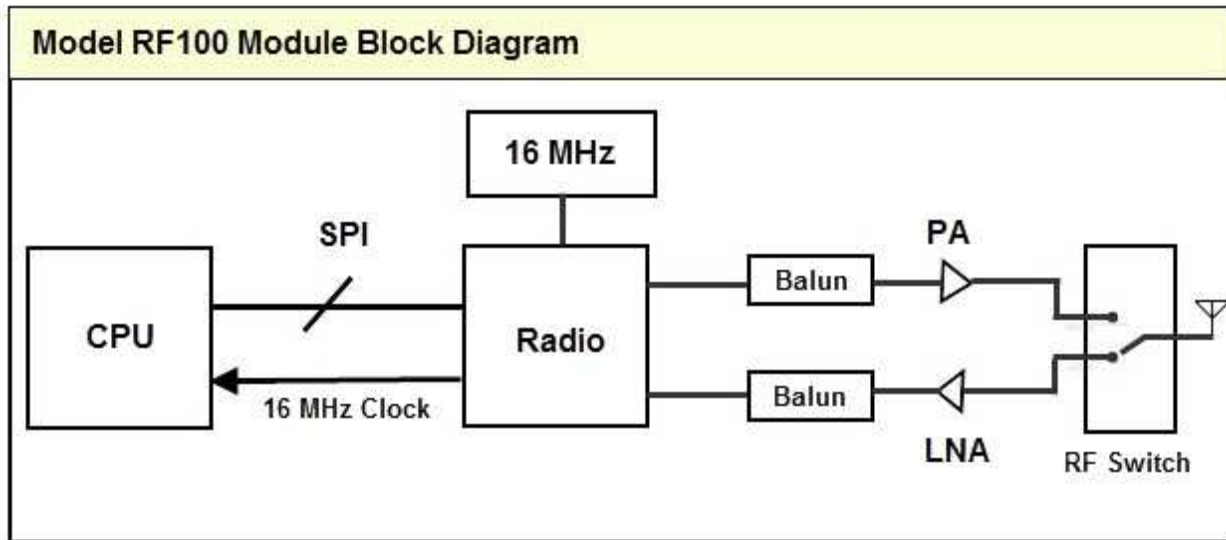 Model RF100 Module Block Diagram
16 MHz
SPI
PA
CPU
Radio
Balun
16 MHz Clock
Balun
LNA
RF Switch